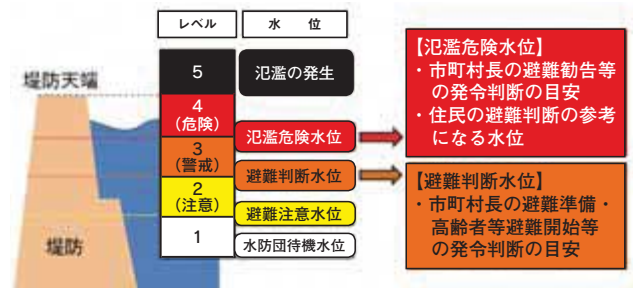 レベル
水 位
堤防天端
堤防
5
氾濫の発生
4
(危険)
氾濫危険水位
3
(警戒)
避難判断水位
2
(注意)
避難注意水位
1
水防団待機水位
【氾濫危険水位】
・市町村長の避難勧告等
の発令判断の目安
・住民の避難判断の参考
になる水位
【避難判断水位】
・市町村長の避難準備・
高齢者等避難開始等
の発令判断の目安